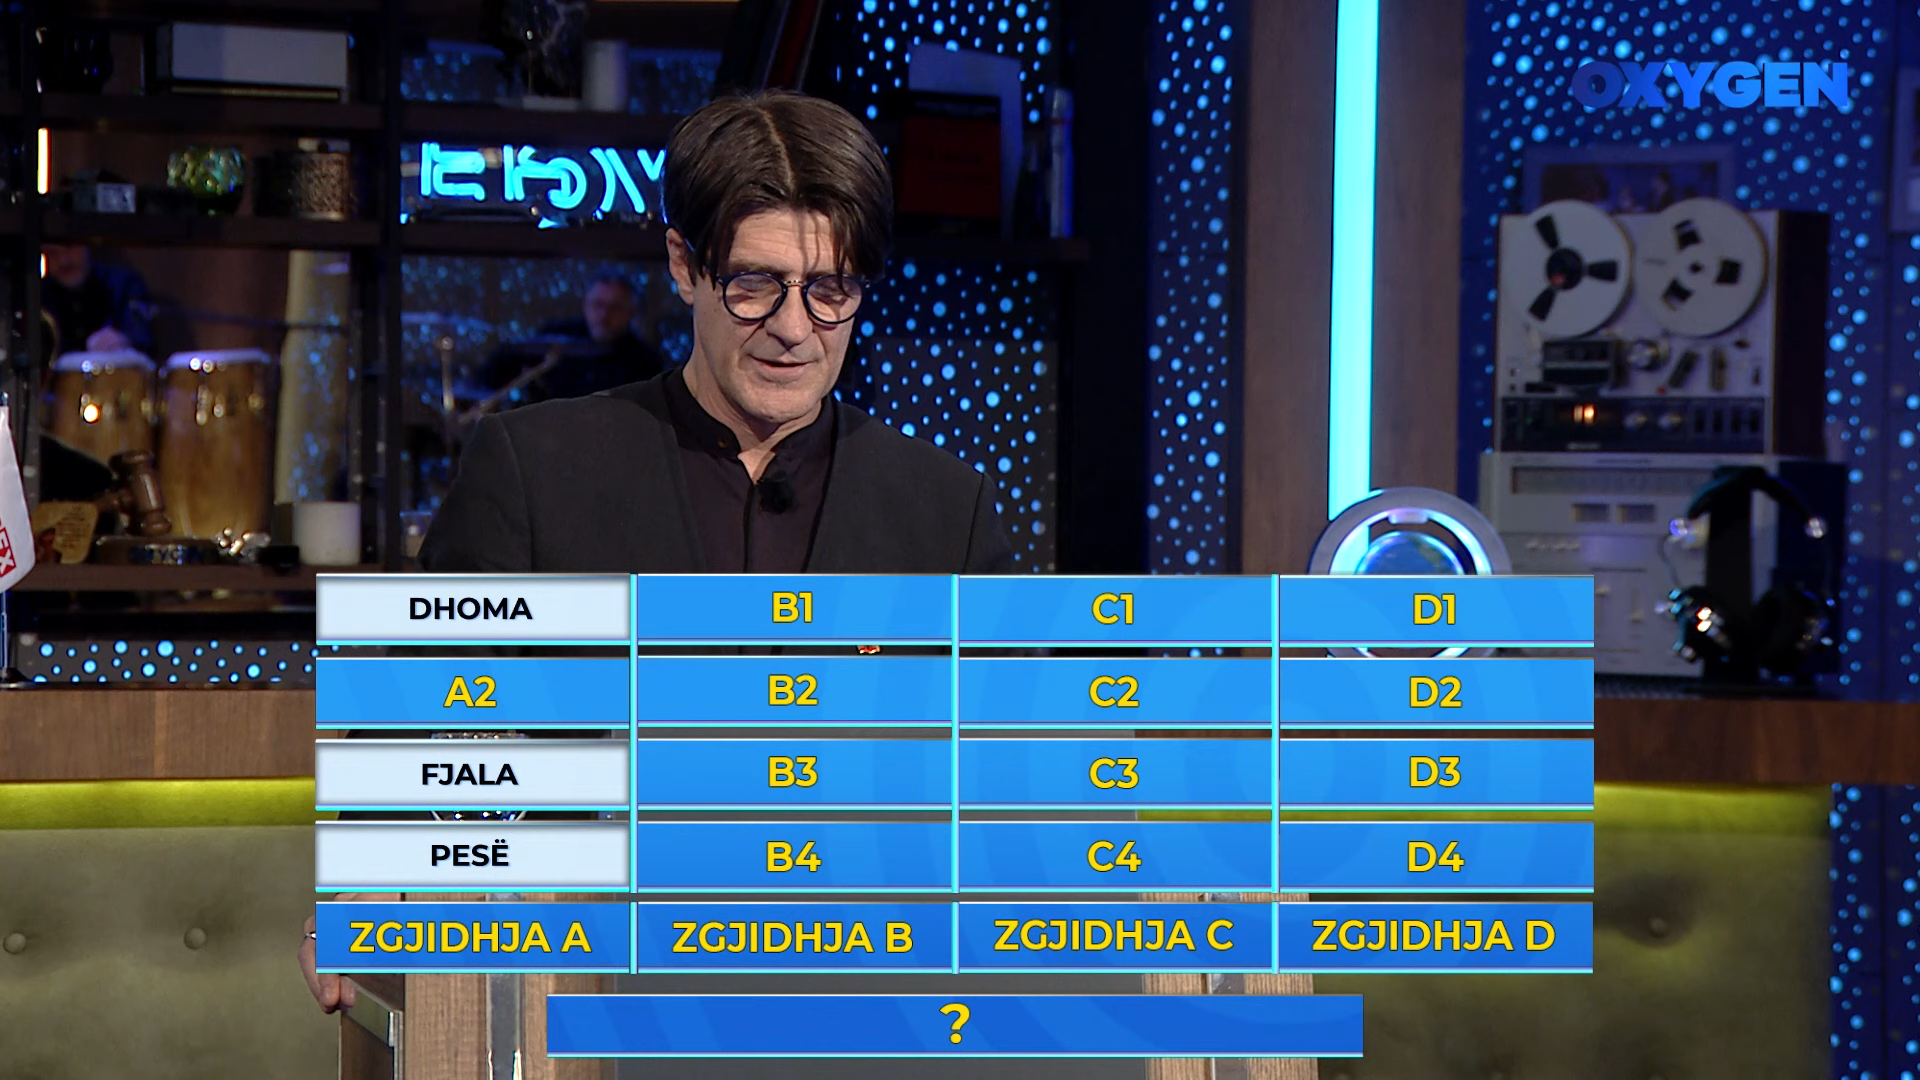 OXYGEN
DHOMA B1 C1 D1
A2 B2 C2 D2
FJALA B3 C3 D3
PESË B4 C4 D4
ZGJIDHJA A ZGJIDHJA B ZGJIDHJA C ZGJIDHJA D
?